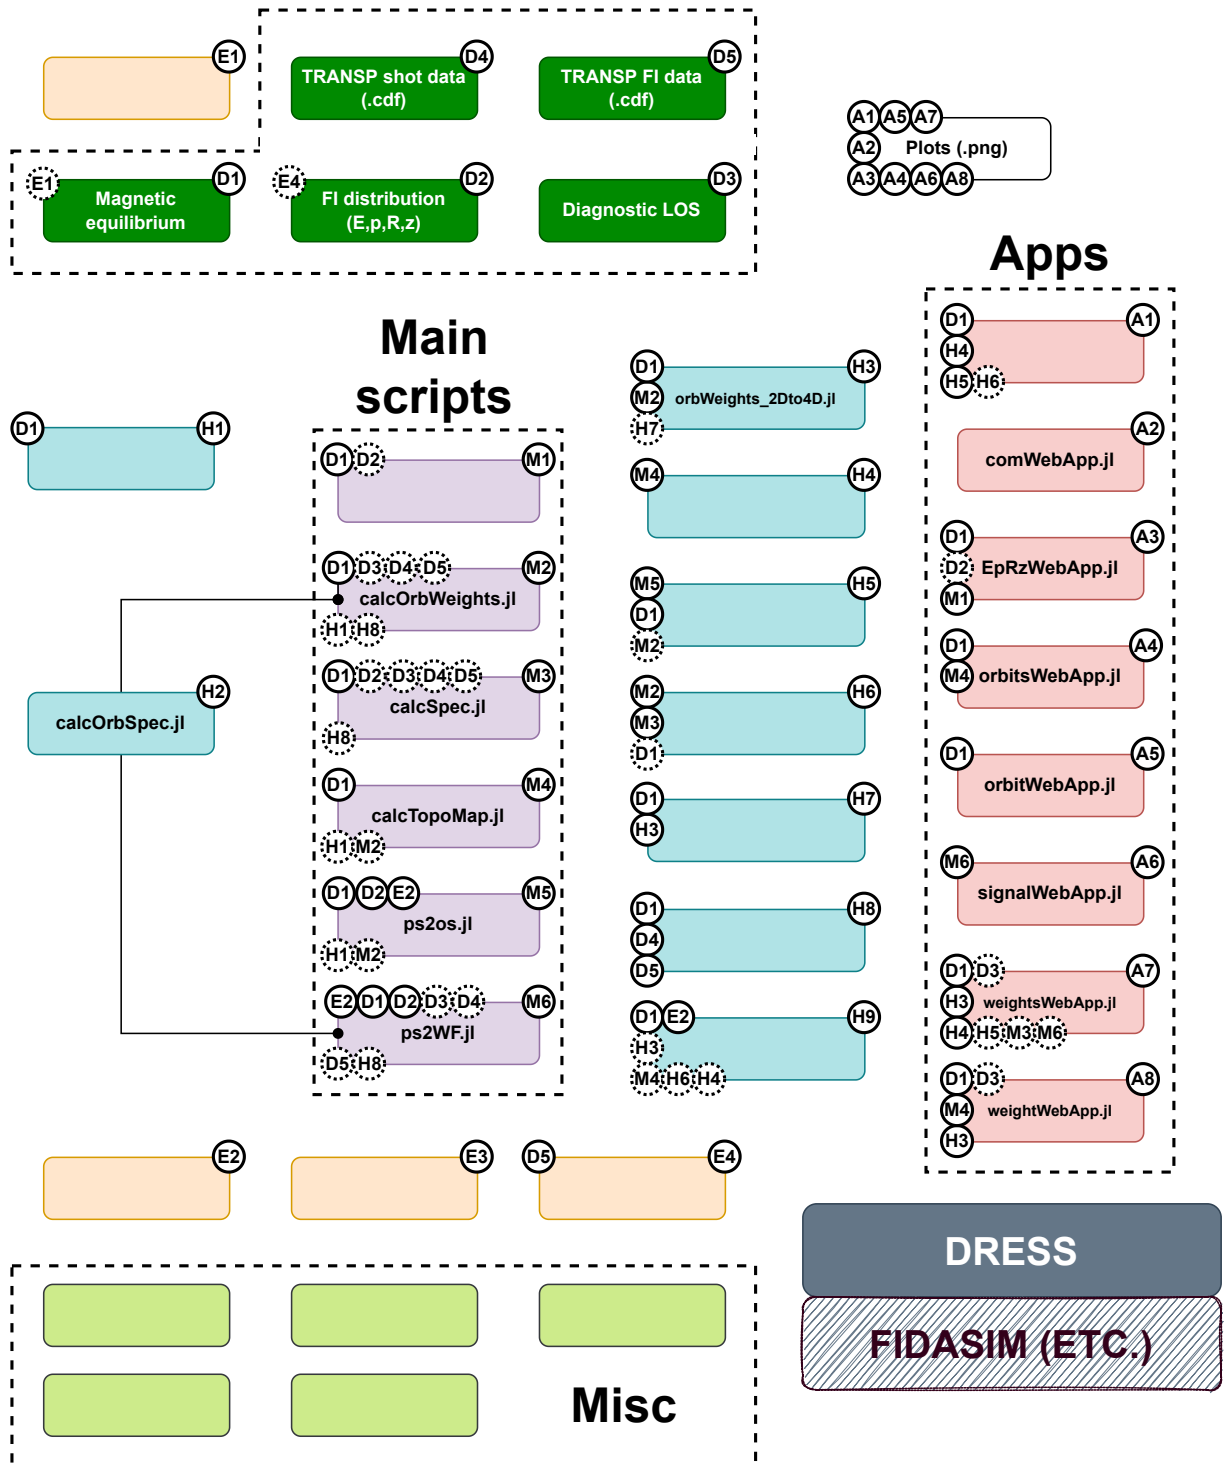 E1
D4
TRANSP shot data
(.cdf)
D5
TRANSP FI data
(.cdf)
E1
D1
Magnetic
equilibrium
E4
D2
FI distribution
(E,p,R,z)
D3
Diagnostic LOS
A1 A5 A7
A2 Plots (.png)
A3 A4 A6 A8
Main
scripts
Apps
D1 H1
H2
calcOrbSpec.jl
D1 D2 M1
D1 D3 D4 D5 M2
calcOrbWeights.jl
H1 H8
D1 D2 D3 D4 D5 M3
calcSpec.jl
H8
D1 M4
calcTopoMap.jl
H1 M2
D1 D2 E2 M5
ps2os.jl
H1 M2
E2 D1 D2 D3 D4 M6
ps2WF.jl
D5 H8
D1 H3
M2 orbWeights_2Dto4D.jl
H7
M4 H4
M5 H5
D1
M2
M2 H6
M3
D1
D1 H7
H3
D1 H8
D4
D5
D1 E2 H9
H3
M4 H6 H4
D1 A1
H4
H5 H6
A2
comWebApp.jl
D1 A3
D2 EpRzWebApp.jl
M1
D1 A4
M4 orbitsWebApp.jl
D1 A5
orbitWebApp.jl
M6 A6
signalWebApp.jl
D1 D3 A7
H3 weightsWebApp.jl
H4 H5 M3 M6
D1 D3 A8
M4 weightWebApp.jl
H3
E2
E3
D5 E4
Misc
DRESS
FIDASIM (ETC.)